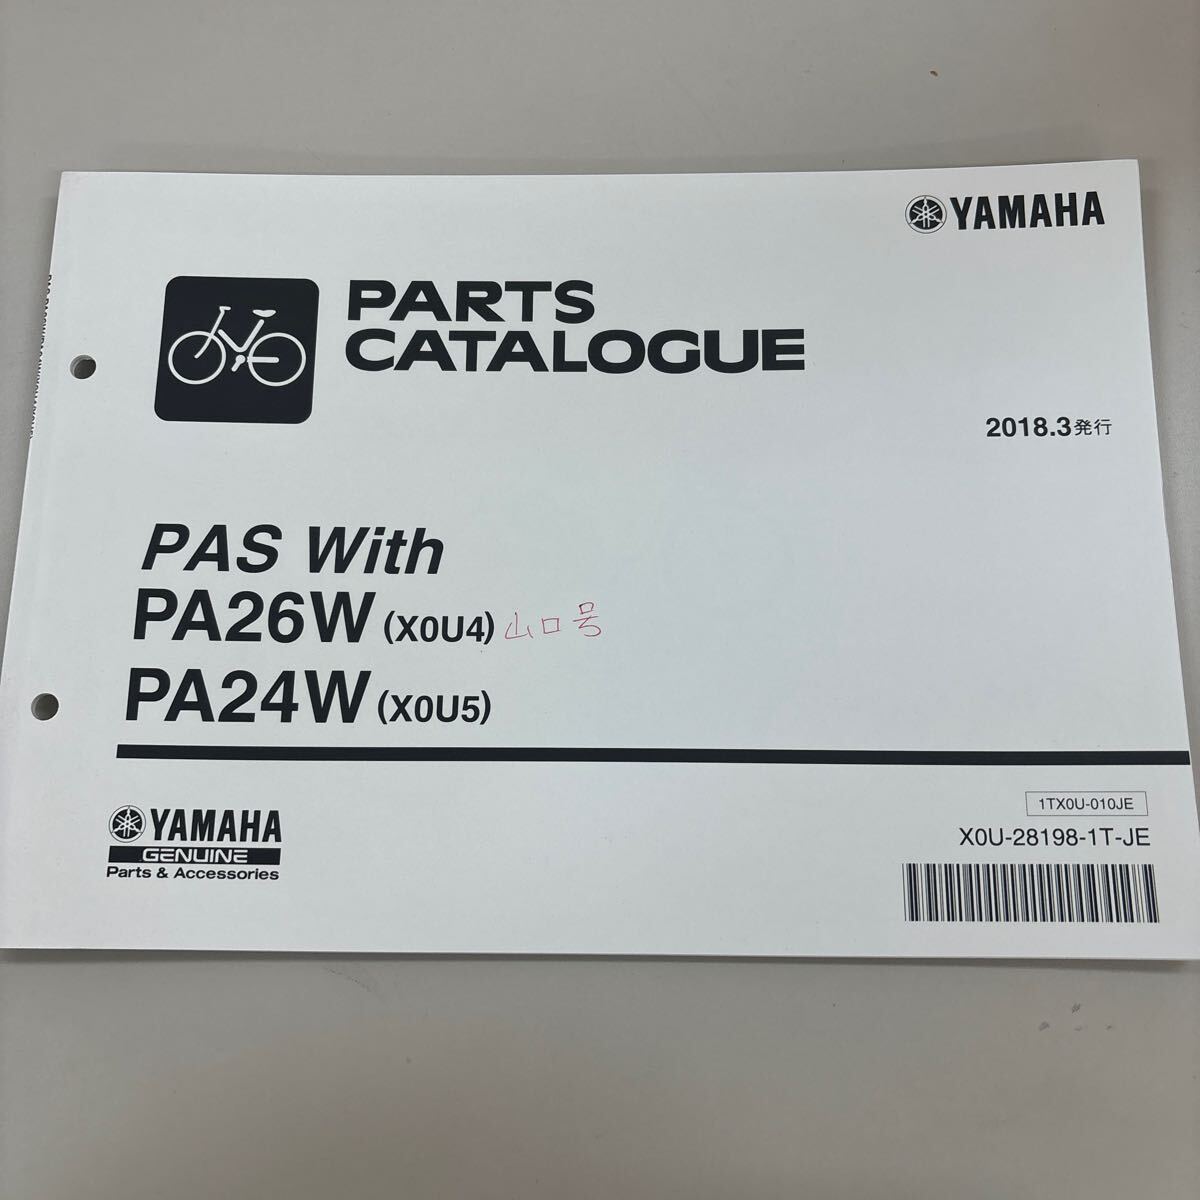 YAMAHA
PARTS
CATALOGUE
2018.3発行
PAS With
PA26W (X0U4) 山口号
PA24W (X0U5)
YAMAHA
GENUINE
Parts & Accessories
1TX0U-010JE
X0U-28198-1T-JE